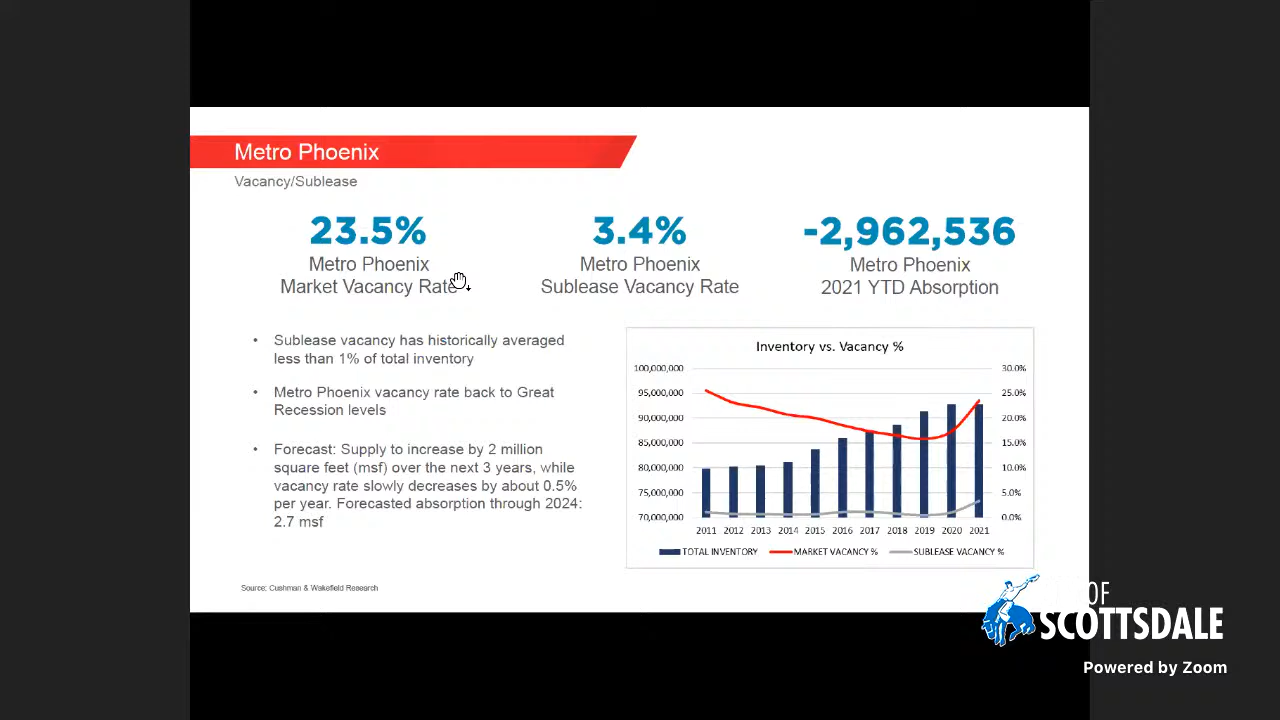 Metro Phoenix
Vacancy/Sublease
23.5%
Metro Phoenix
Market Vacancy Rate
3.4%
Metro Phoenix
Sublease Vacancy Rate
-2,962,536
Metro Phoenix
2021 YTD Absorption
• Sublease vacancy has historically averaged
less than 1% of total inventory
• Metro Phoenix vacancy rate back to Great
Recession levels
• Forecast: Supply to increase by 2 million
square feet (msf) over the next 3 years, while
vacancy rate slowly decreases by about 0.5%
per year. Forecasted absorption through 2024:
2.7 msf
Inventory vs. Vacancy %
100,000,000 30.0%
95,000,000 25.0%
90,000,000 20.0%
85,000,000 15.0%
80,000,000 10.0%
75,000,000 5.0%
70,000,000 0.0%
2011 2012 2013 2014 2015 2016 2017 2018 2019 2020 2021
TOTAL INVENTORY MARKET VACANCY % SUBLEASE VACANCY %
Source: Cushman & Wakefield Research
OF
SCOTTSDALE
Powered by Zoom